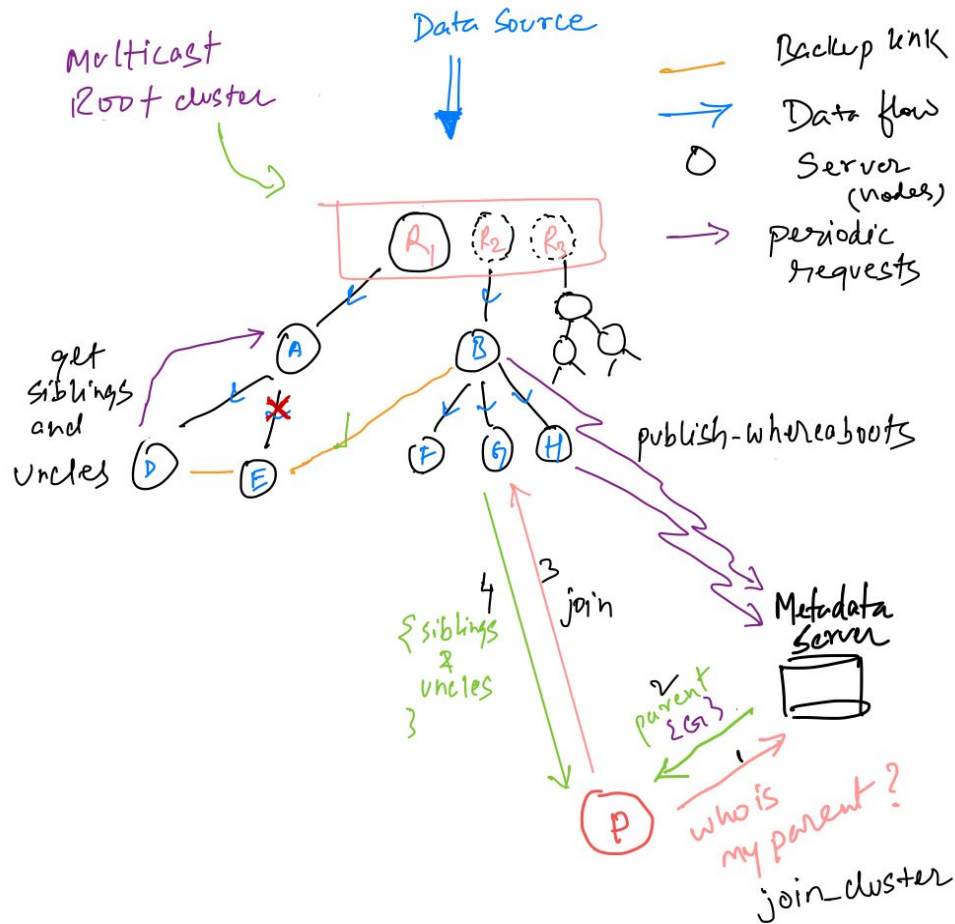 Data Source
Multicast
Root cluster
Backup link
Data flow
Server
(nodes)
periodic
requests
R1
R2
R3
A
B
get
siblings
and
uncles
D
E
F
G
H
publish-whereabouts
4
3
join
{siblings
&
uncles
}
Metadata
Server
2
parent
{G}
1
P
who is
my parent?
join_cluster